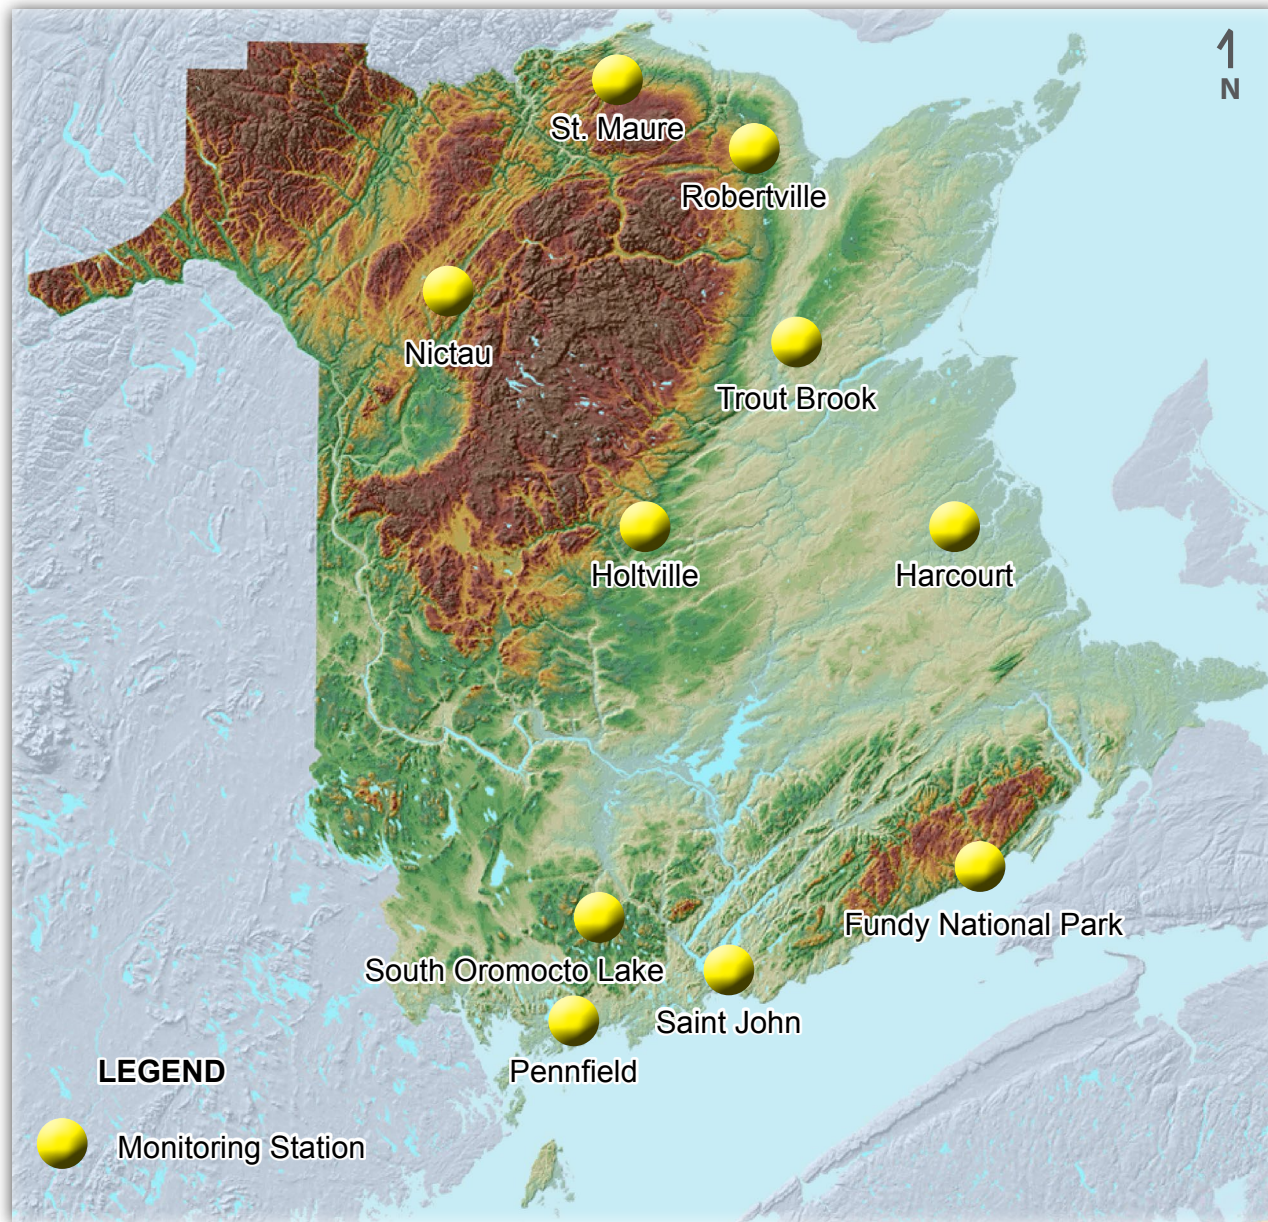 N
St. Maure
Robertville
Nictau
Trout Brook
Holtville
Harcourt
Fundy National Park
South Oromocto Lake
Saint John
Pennfield
LEGEND
Monitoring Station